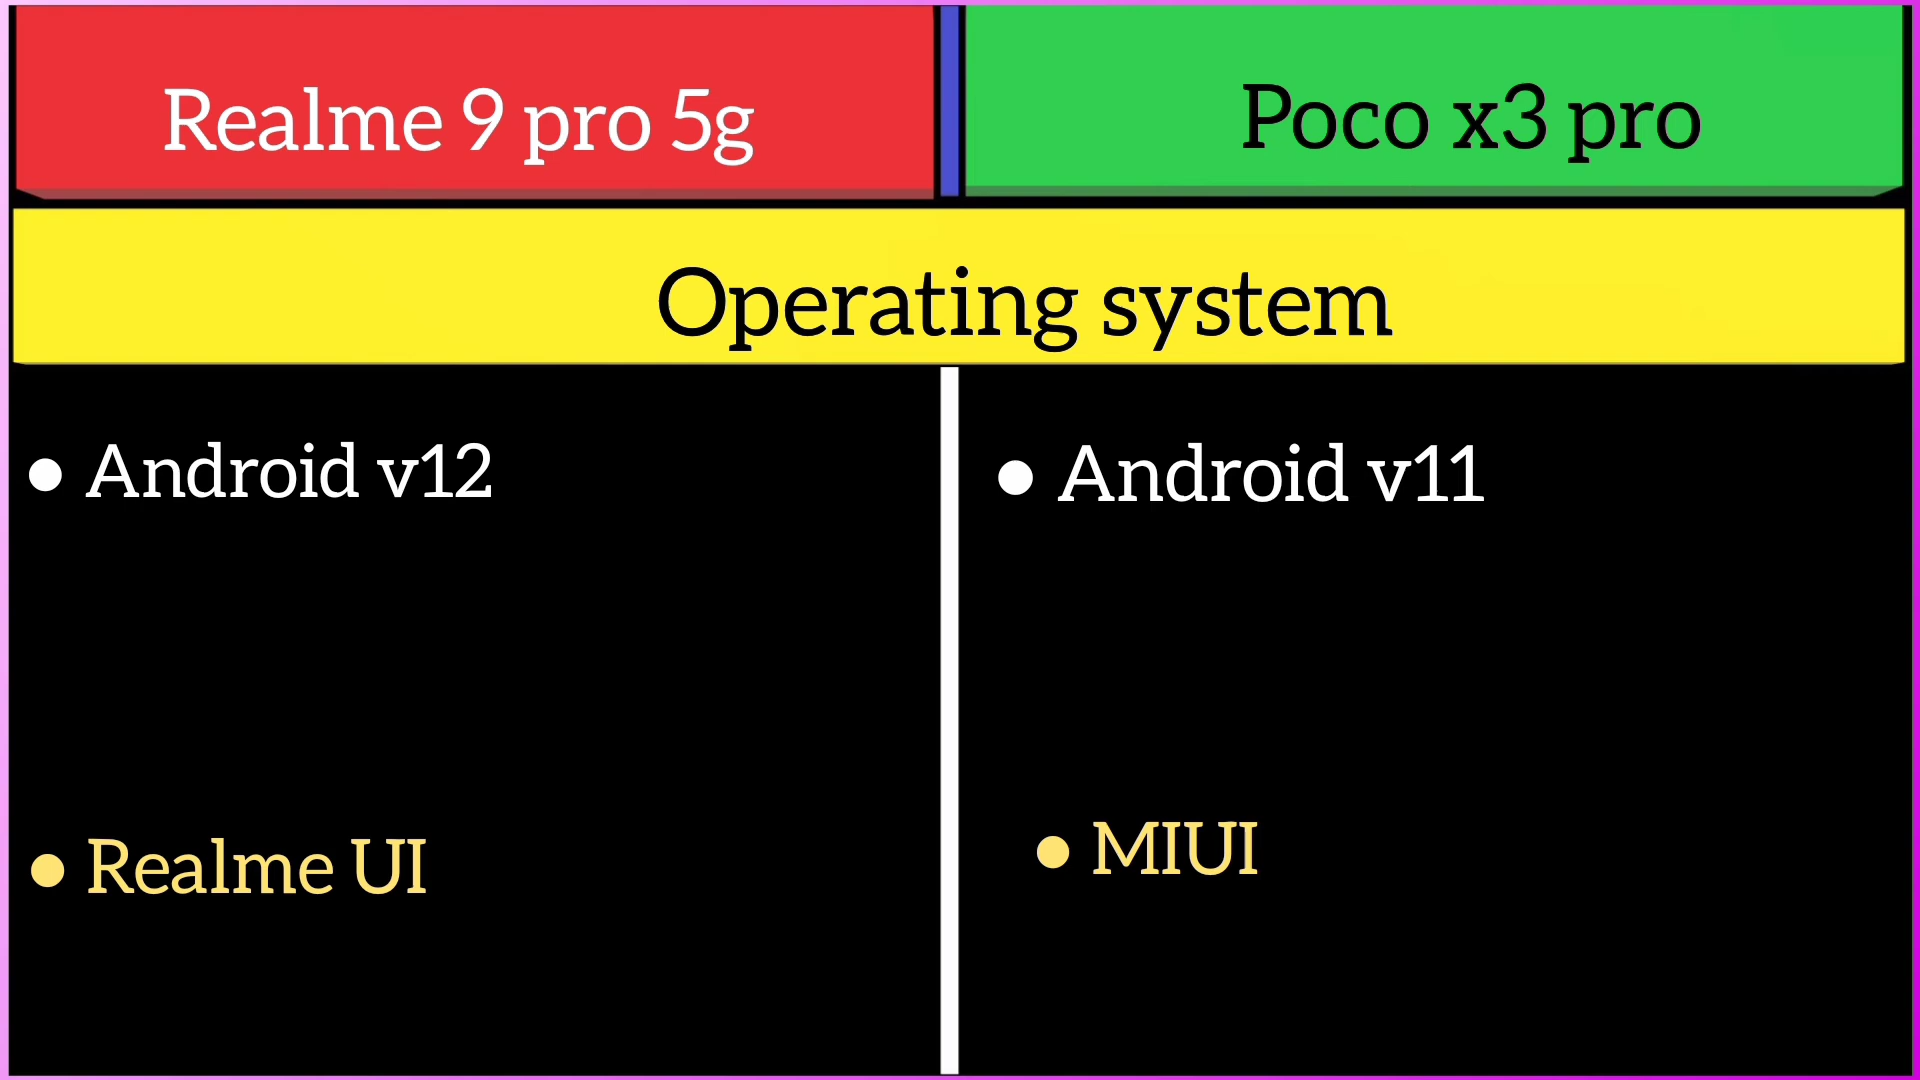 Realme 9 pro 5g
Poco x3 pro
Operating system
• Android v12
• Android v11
• Realme UI
• MIUI